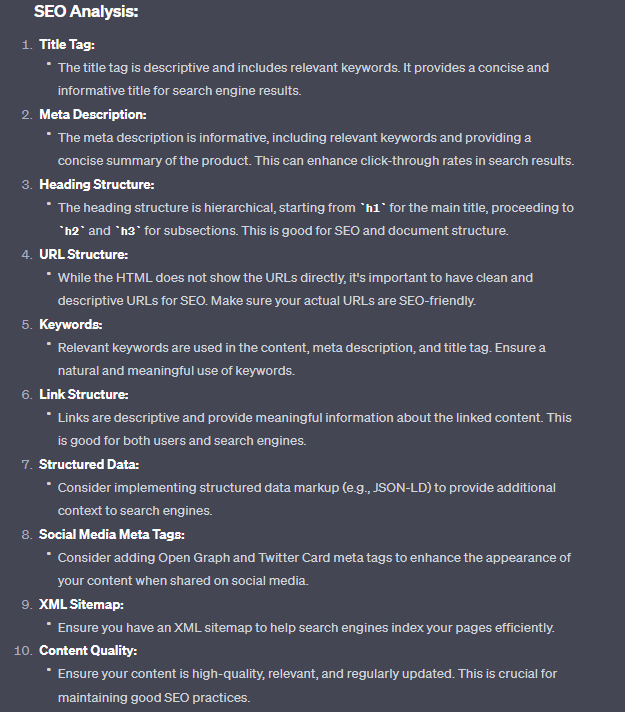 SEO Analysis:
1. Title Tag:
• The title tag is descriptive and includes relevant keywords. It provides a concise and
informative title for search engine results.
2. Meta Description:
• The meta description is informative, including relevant keywords and providing a
concise summary of the product. This can enhance click-through rates in search results.
3. Heading Structure:
• The heading structure is hierarchical, starting from `h1` for the main title, proceeding to
`h2` and `h3` for subsections. This is good for SEO and document structure.
4. URL Structure:
• While the HTML does not show the URLs directly, it's important to have clean and
descriptive URLs for SEO. Make sure your actual URLs are SEO-friendly.
5. Keywords:
• Relevant keywords are used in the content, meta description, and title tag. Ensure a
natural and meaningful use of keywords.
6. Link Structure:
• Links are descriptive and provide meaningful information about the linked content. This
is good for both users and search engines.
7. Structured Data:
• Consider implementing structured data markup (e.g., JSON-LD) to provide additional
context to search engines.
8. Social Media Meta Tags:
• Consider adding Open Graph and Twitter Card meta tags to enhance the appearance of
your content when shared on social media.
9. XML Sitemap:
• Ensure you have an XML sitemap to help search engines index your pages efficiently.
10. Content Quality:
• Ensure your content is high-quality, relevant, and regularly updated. This is crucial for
maintaining good SEO practices.